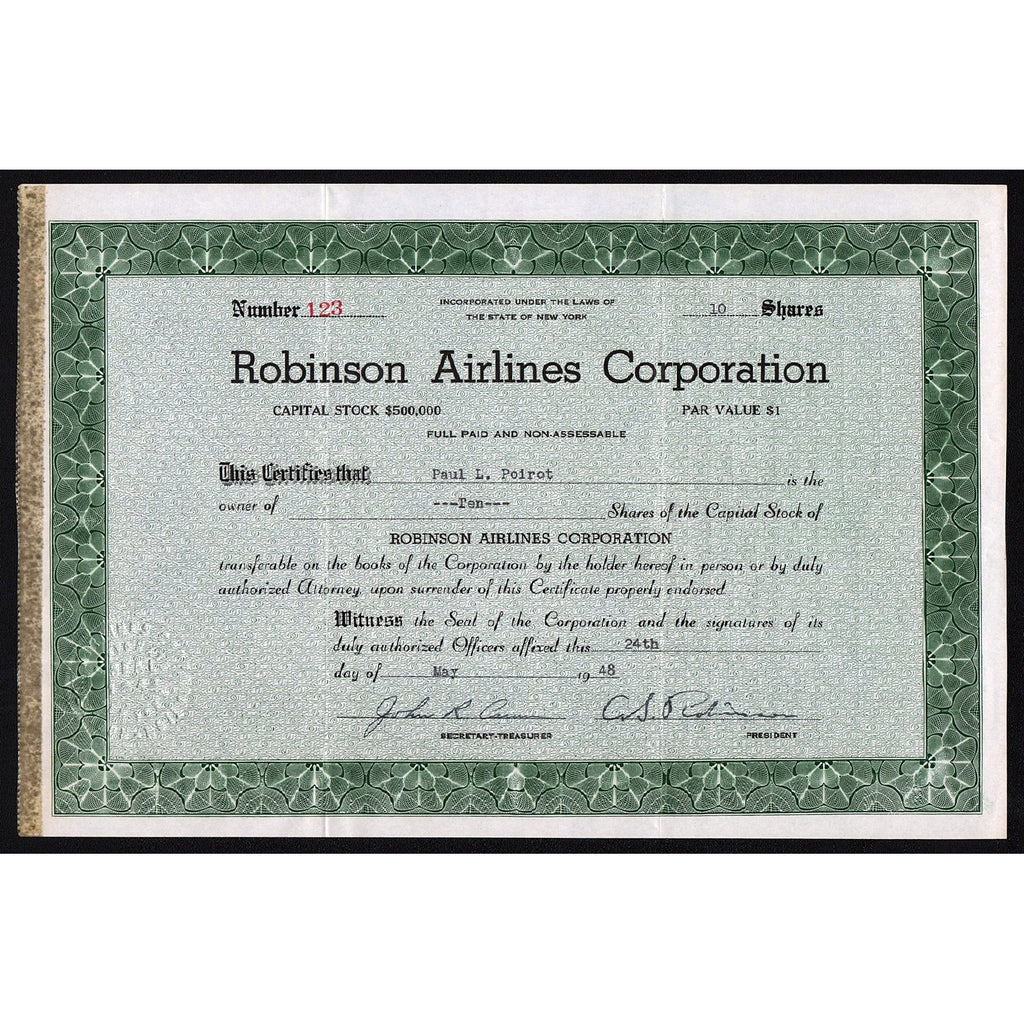 Number 123
INCORPORATED UNDER THE LAWS OF
THE STATE OF NEW YORK
10 Shares
Robinson Airlines Corporation
CAPITAL STOCK $500,000 PAR VALUE $1
FULL PAID AND NON-ASSESSABLE
This Certifies that Paul L. Poirot is the
owner of ---Ten--- Shares of the Capital Stock of
ROBINSON AIRLINES CORPORATION
transferable on the books of the Corporation by the holder hereof in person or by duly
authorized Attorney, upon surrender of this Certificate properly endorsed
Witness the Seal of the Corporation and the signatures of its
duly authorized Officers affixed this 24th
day of May 19 48
John R. C. S. Robinson
SECRETARY-TREASURER PRESIDENT